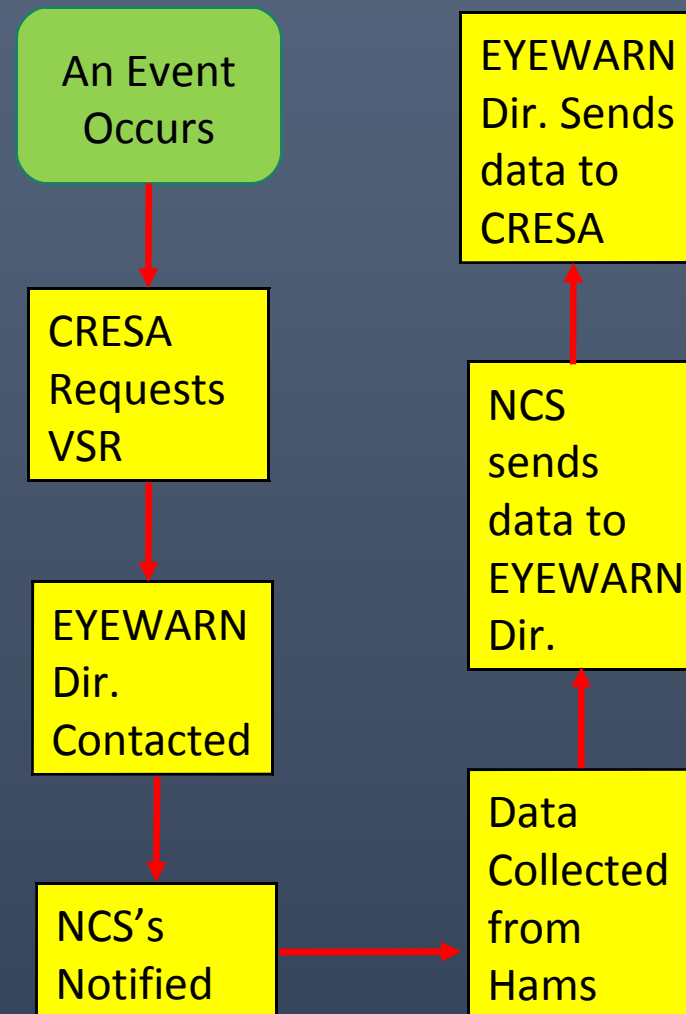 An Event
Occurs
CRESA
Requests
VSR
EYEWARN
Dir.
Contacted
NCS’s
Notified
Data
Collected
from
Hams
NCS
sends
data to
EYEWARN
Dir.
EYEWARN
Dir. Sends
data to
CRESA